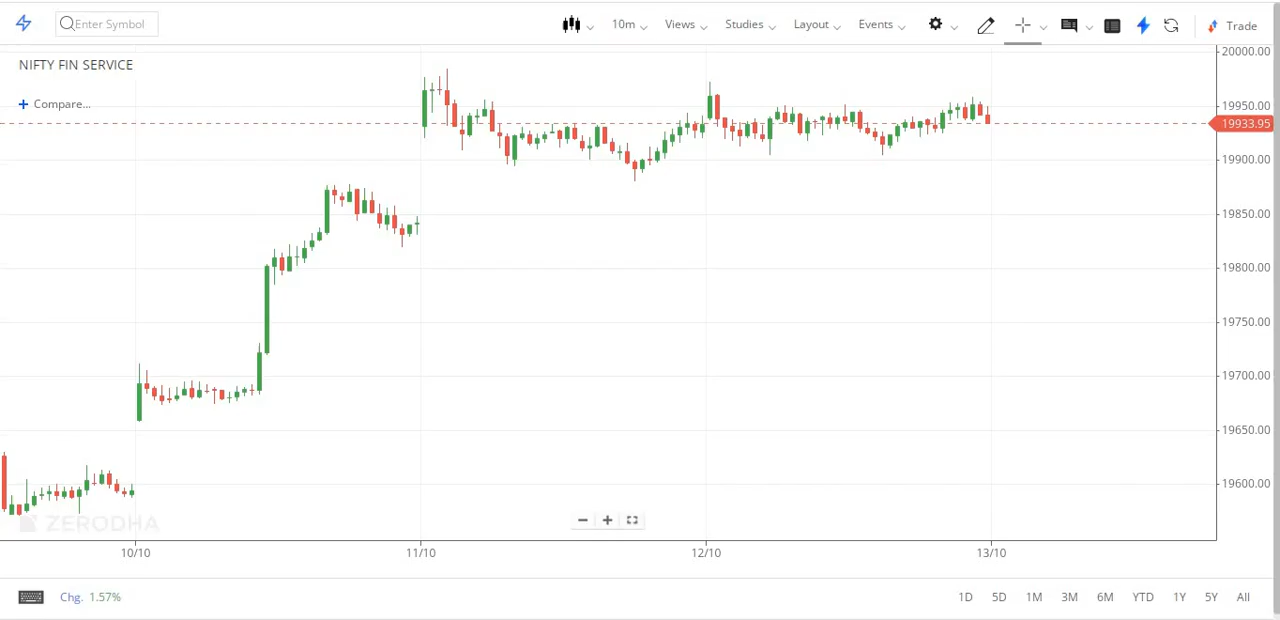 Enter Symbol
10m Views Studies Layout Events Trade
NIFTY FIN SERVICE
Compare...
20000.00
19950.00
19933.95
19900.00
19850.00
19800.00
19750.00
19700.00
19650.00
19600.00
ZERODHA
10/10 11/10 12/10 13/10
Chg. 1.57% 1D 5D 1M 3M 6M YTD 1Y 5Y All